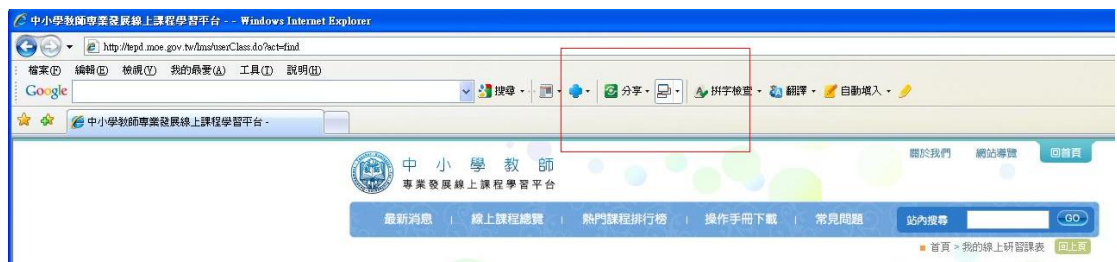 中小學教師專業發展線上課程學習平台 - - Windows Internet Explorer
http://tepd.moe.gov.tw/lms/userClass.do?act=find
檔案(F) 編輯(E) 檢視(V) 我的最愛(A) 工具(T) 說明(H)
Google 搜尋 分享 拼字檢查 翻譯 自動填入
中小學教師專業發展線上課程學習平台 -
關於我們 網站導覽 回首頁
中小學教師
專業發展線上課程學習平台
最新消息 | 線上課程總覽 | 熱門課程排行榜 | 操作手冊下載 | 常見問題 站內搜尋 GO
首頁 > 我的線上研習課表 回上頁